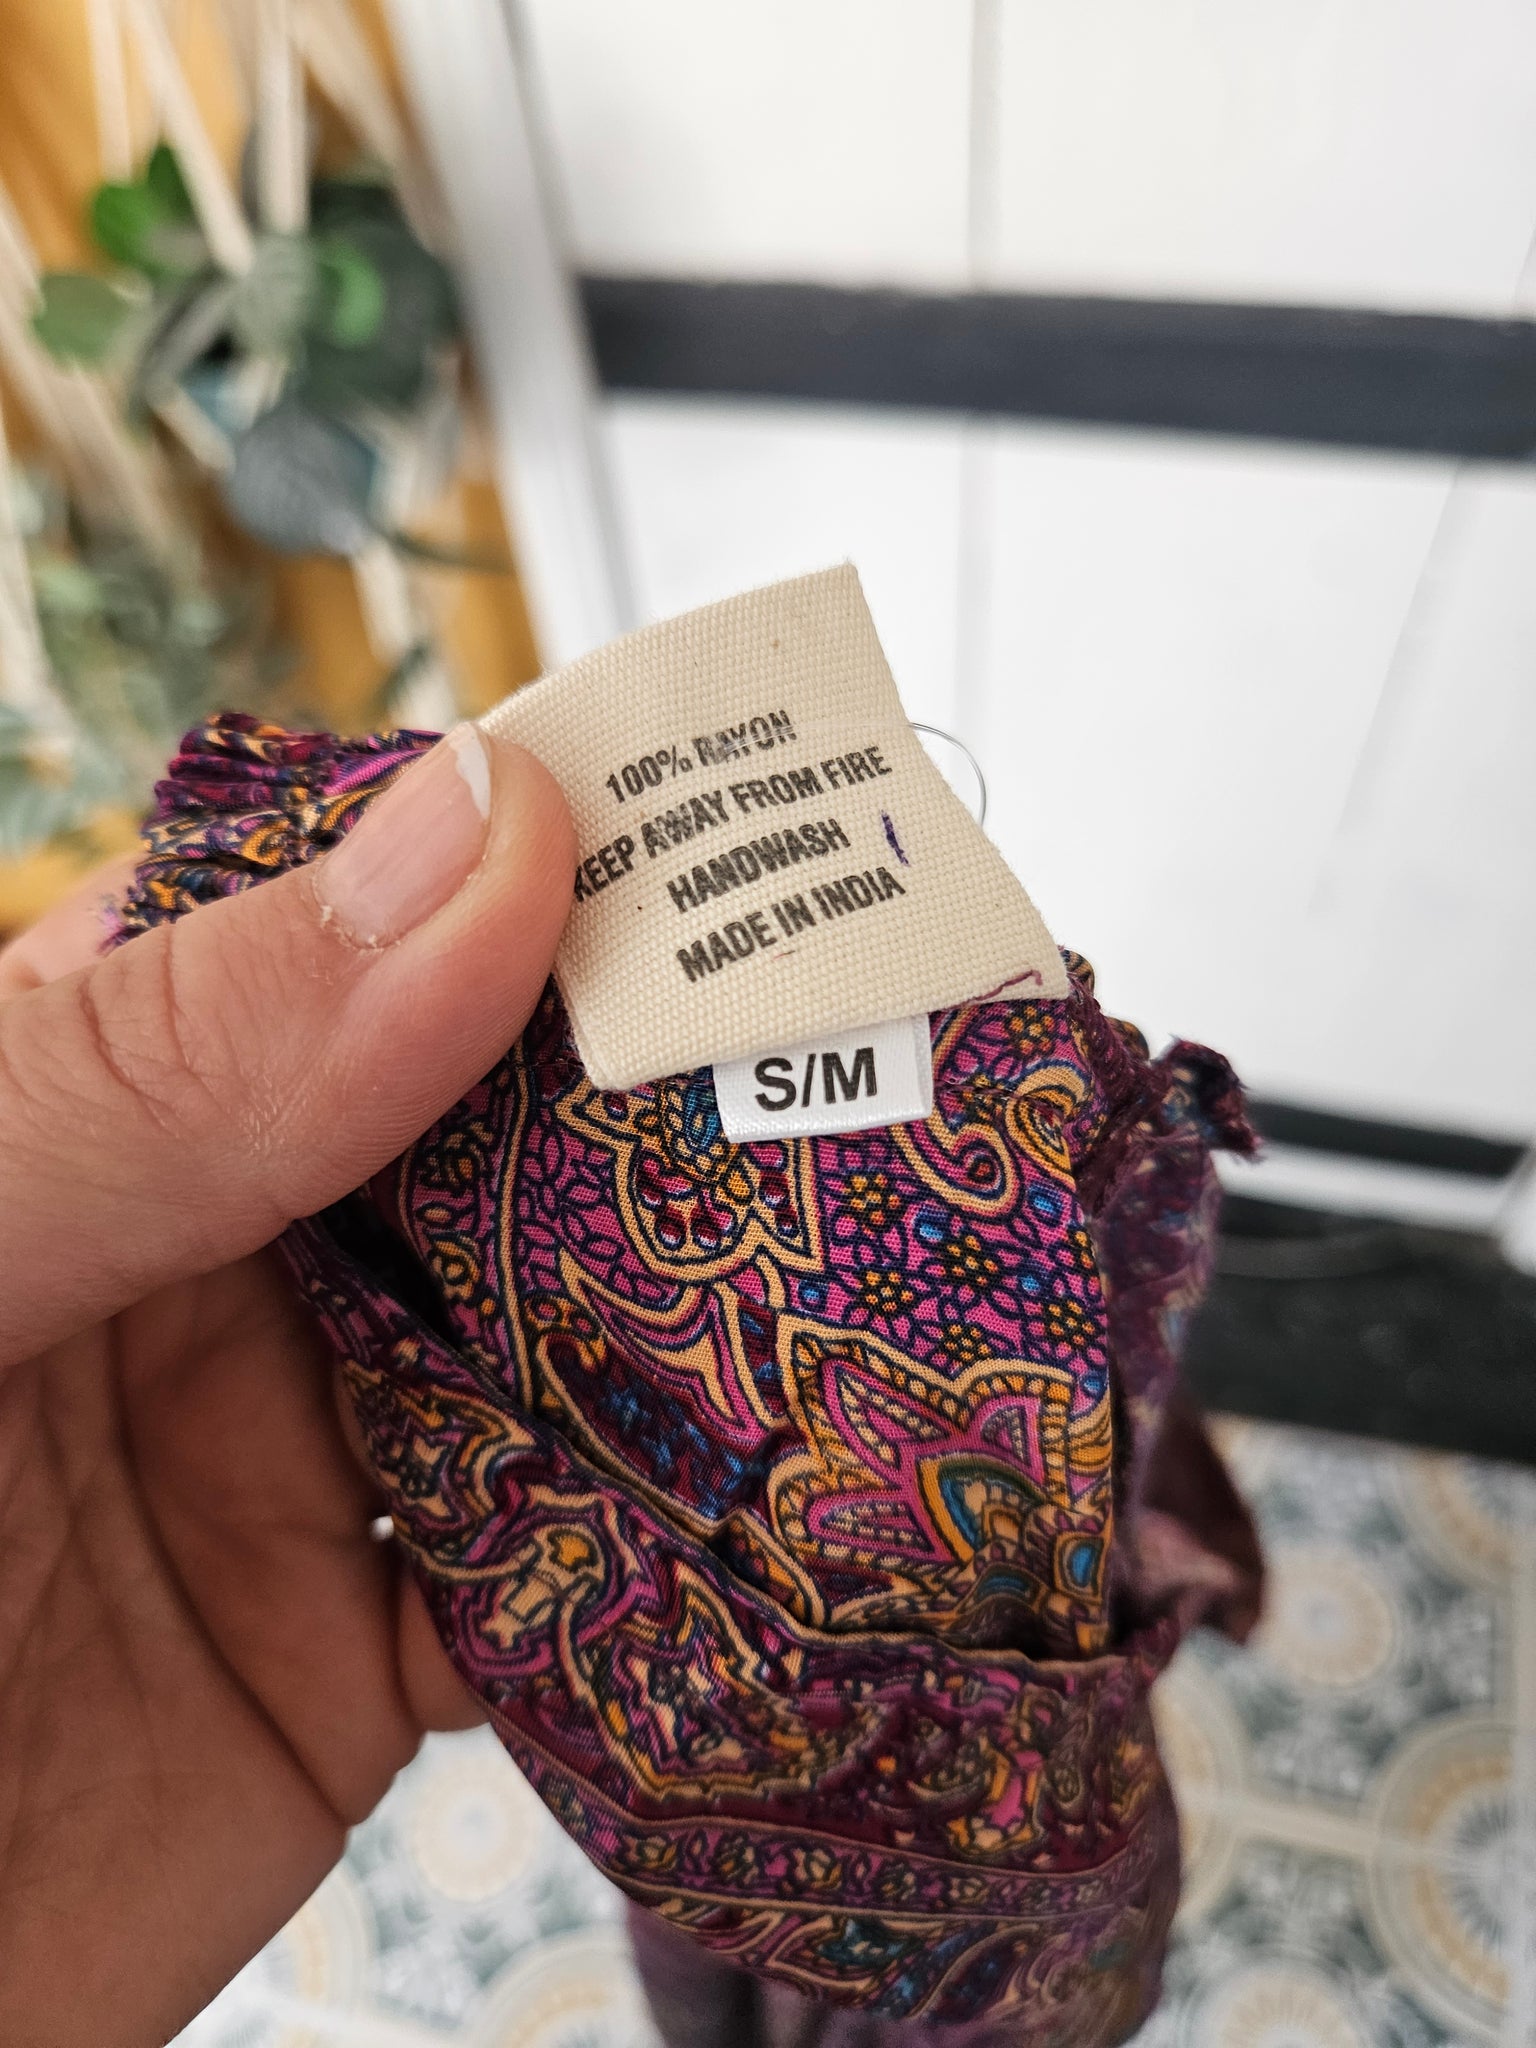 100% RAYON
KEEP AWAY FROM FIRE
HANDWASH
MADE IN INDIA
S/M